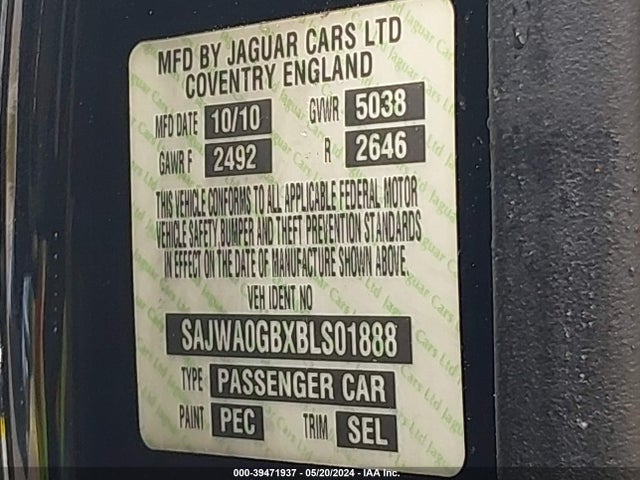 MFD BY JAGUAR CARS LTD
COVENTRY ENGLAND
MFD DATE 10/10 GVWR 5038
GAWR F 2492 R 2646
THIS VEHICLE CONFORMS TO ALL APPLICABLE FEDERAL MOTOR
VEHICLE SAFETY, BUMPER AND THEFT PREVENTION STANDARDS
IN EFFECT ON THE DATE OF MANUFACTURE SHOWN ABOVE.
VEH IDENT NO
SAJWA0GBXBLS01888
TYPE PASSENGER CAR
PAINT PEC TRIM SEL
000-39471937 - 05/20/2024 - IAA Inc.